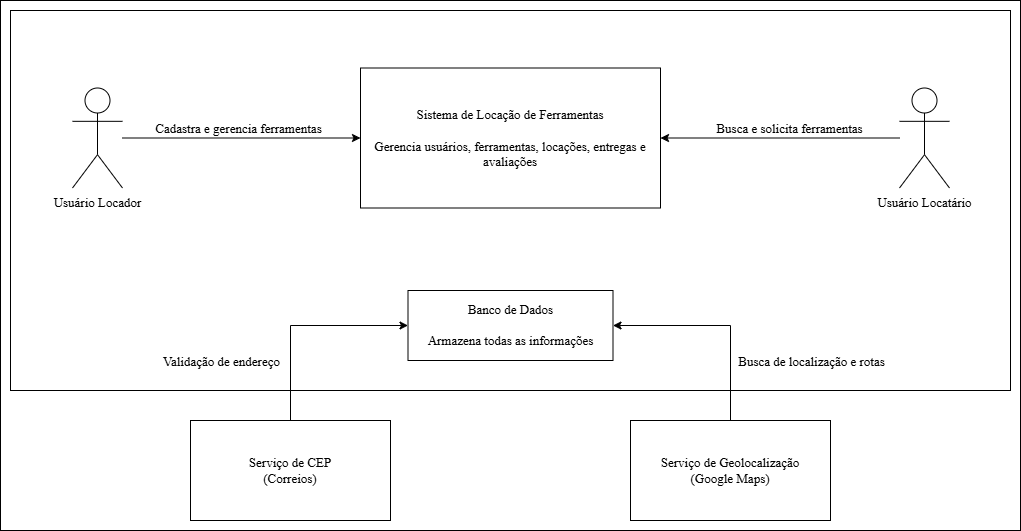 Sistema de Locação de Ferramentas
Cadastra e gerencia ferramentas
Busca e solicita ferramentas
Gerencia usuários, ferramentas, locações, entregas e
avaliações
Usuário Locador
Usuário Locatário
Banco de Dados
Armazena todas as informações
Validação de endereço
Busca de localização e rotas
Serviço de CEP
(Correios)
Serviço de Geolocalização
(Google Maps)